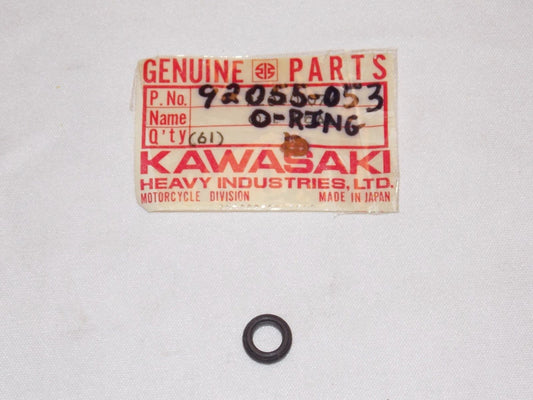 GENUINE PARTS
P. No. 92055-053
Name O-RING
Q'ty (61)
KAWASAKI
HEAVY INDUSTRIES, LTD.
MOTORCYCLE DIVISION MADE IN JAPAN